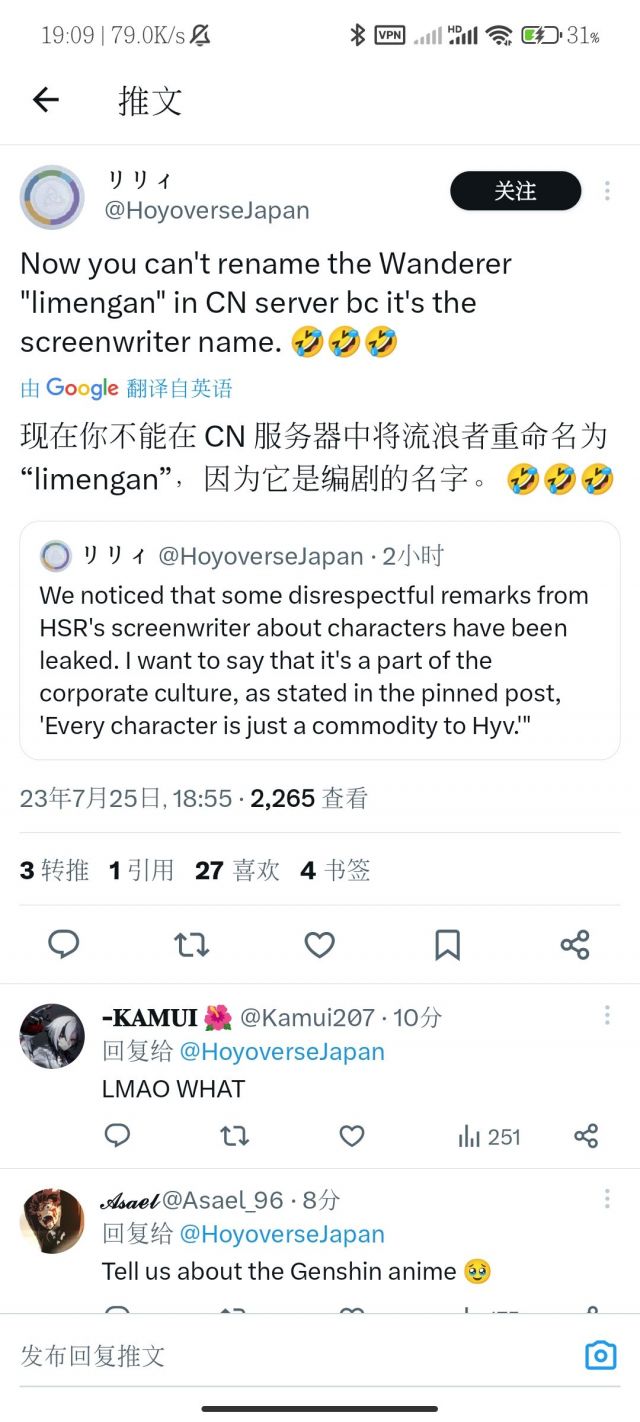 19:09 | 79.0K/s
VPN HD 31%
推文
リリィ
@HoyoverseJapan
关注
Now you can't rename the Wanderer
"limengan" in CN server bc it's the
screenwriter name. 🤣🤣🤣
由 Google 翻译自英语
现在你不能在 CN 服务器中将流浪者重命名为
“limengan”，因为它是编剧的名字。🤣🤣🤣
リリィ @HoyoverseJapan · 2小时
We noticed that some disrespectful remarks from
HSR's screenwriter about characters have been
leaked. I want to say that it's a part of the
corporate culture, as stated in the pinned post,
'Every character is just a commodity to Hyv.'"
23年7月25日, 18:55 · 2,265 查看
3 转推 1 引用 27 喜欢 4 书签
-𝐊𝐀𝐌𝐔𝐈 🌺 @Kamui207 · 10分
回复给 @HoyoverseJapan
LMAO WHAT
251
𝓐𝓼𝓪𝓮𝓵 @Asael_96 · 8分
回复给 @HoyoverseJapan
Tell us about the Genshin anime 🥹
发布回复推文